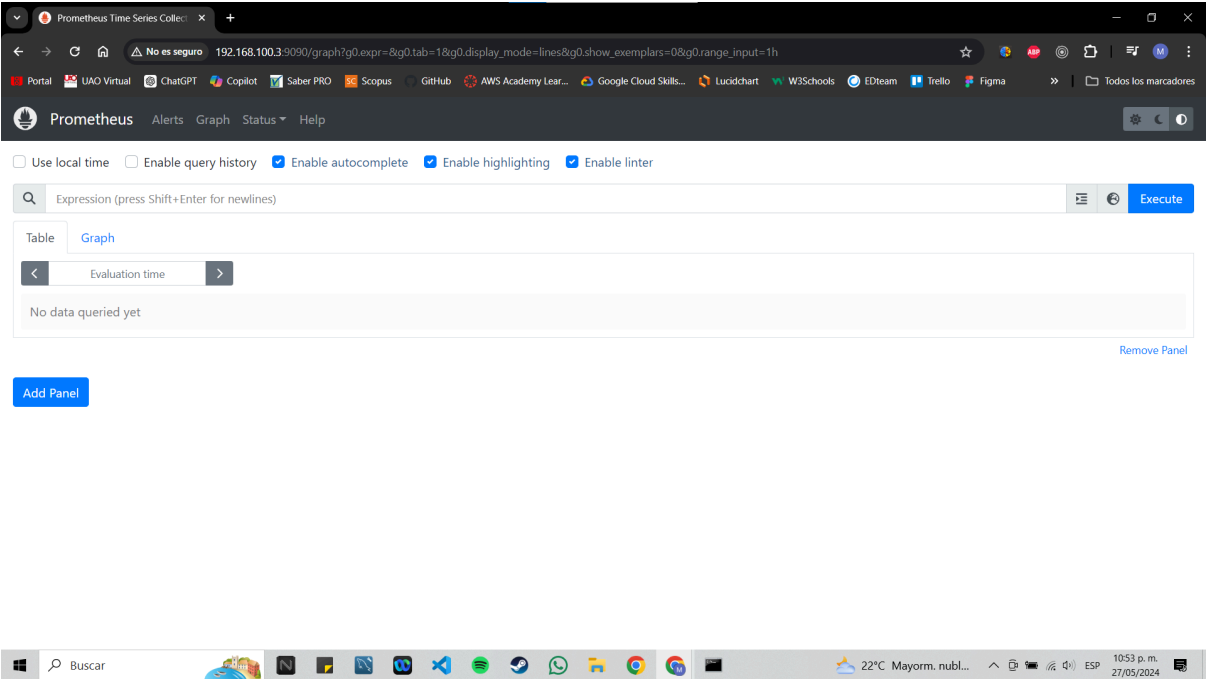 Prometheus Time Series Collect
No es seguro 192.168.100.3:9090/graph?g0.expr=&g0.tab=1&g0.display_mode=lines&g0.show_exemplars=0&g0.range_input=1h ABP M
Portal UAO Virtual ChatGPT Copilot Saber PRO SC Scopus GitHub AWS Academy Lear... Google Cloud Skills... Lucidchart W3Schools EDteam Trello Figma » Todos los marcadores
Prometheus Alerts Graph Status Help
Use local time Enable query history Enable autocomplete Enable highlighting Enable linter
Expression (press Shift+Enter for newlines) Execute
Table Graph
Evaluation time
No data queried yet
Remove Panel
Add Panel
Buscar 22°C Mayorm. nubl... ESP 10:53 p. m.
27/05/2024